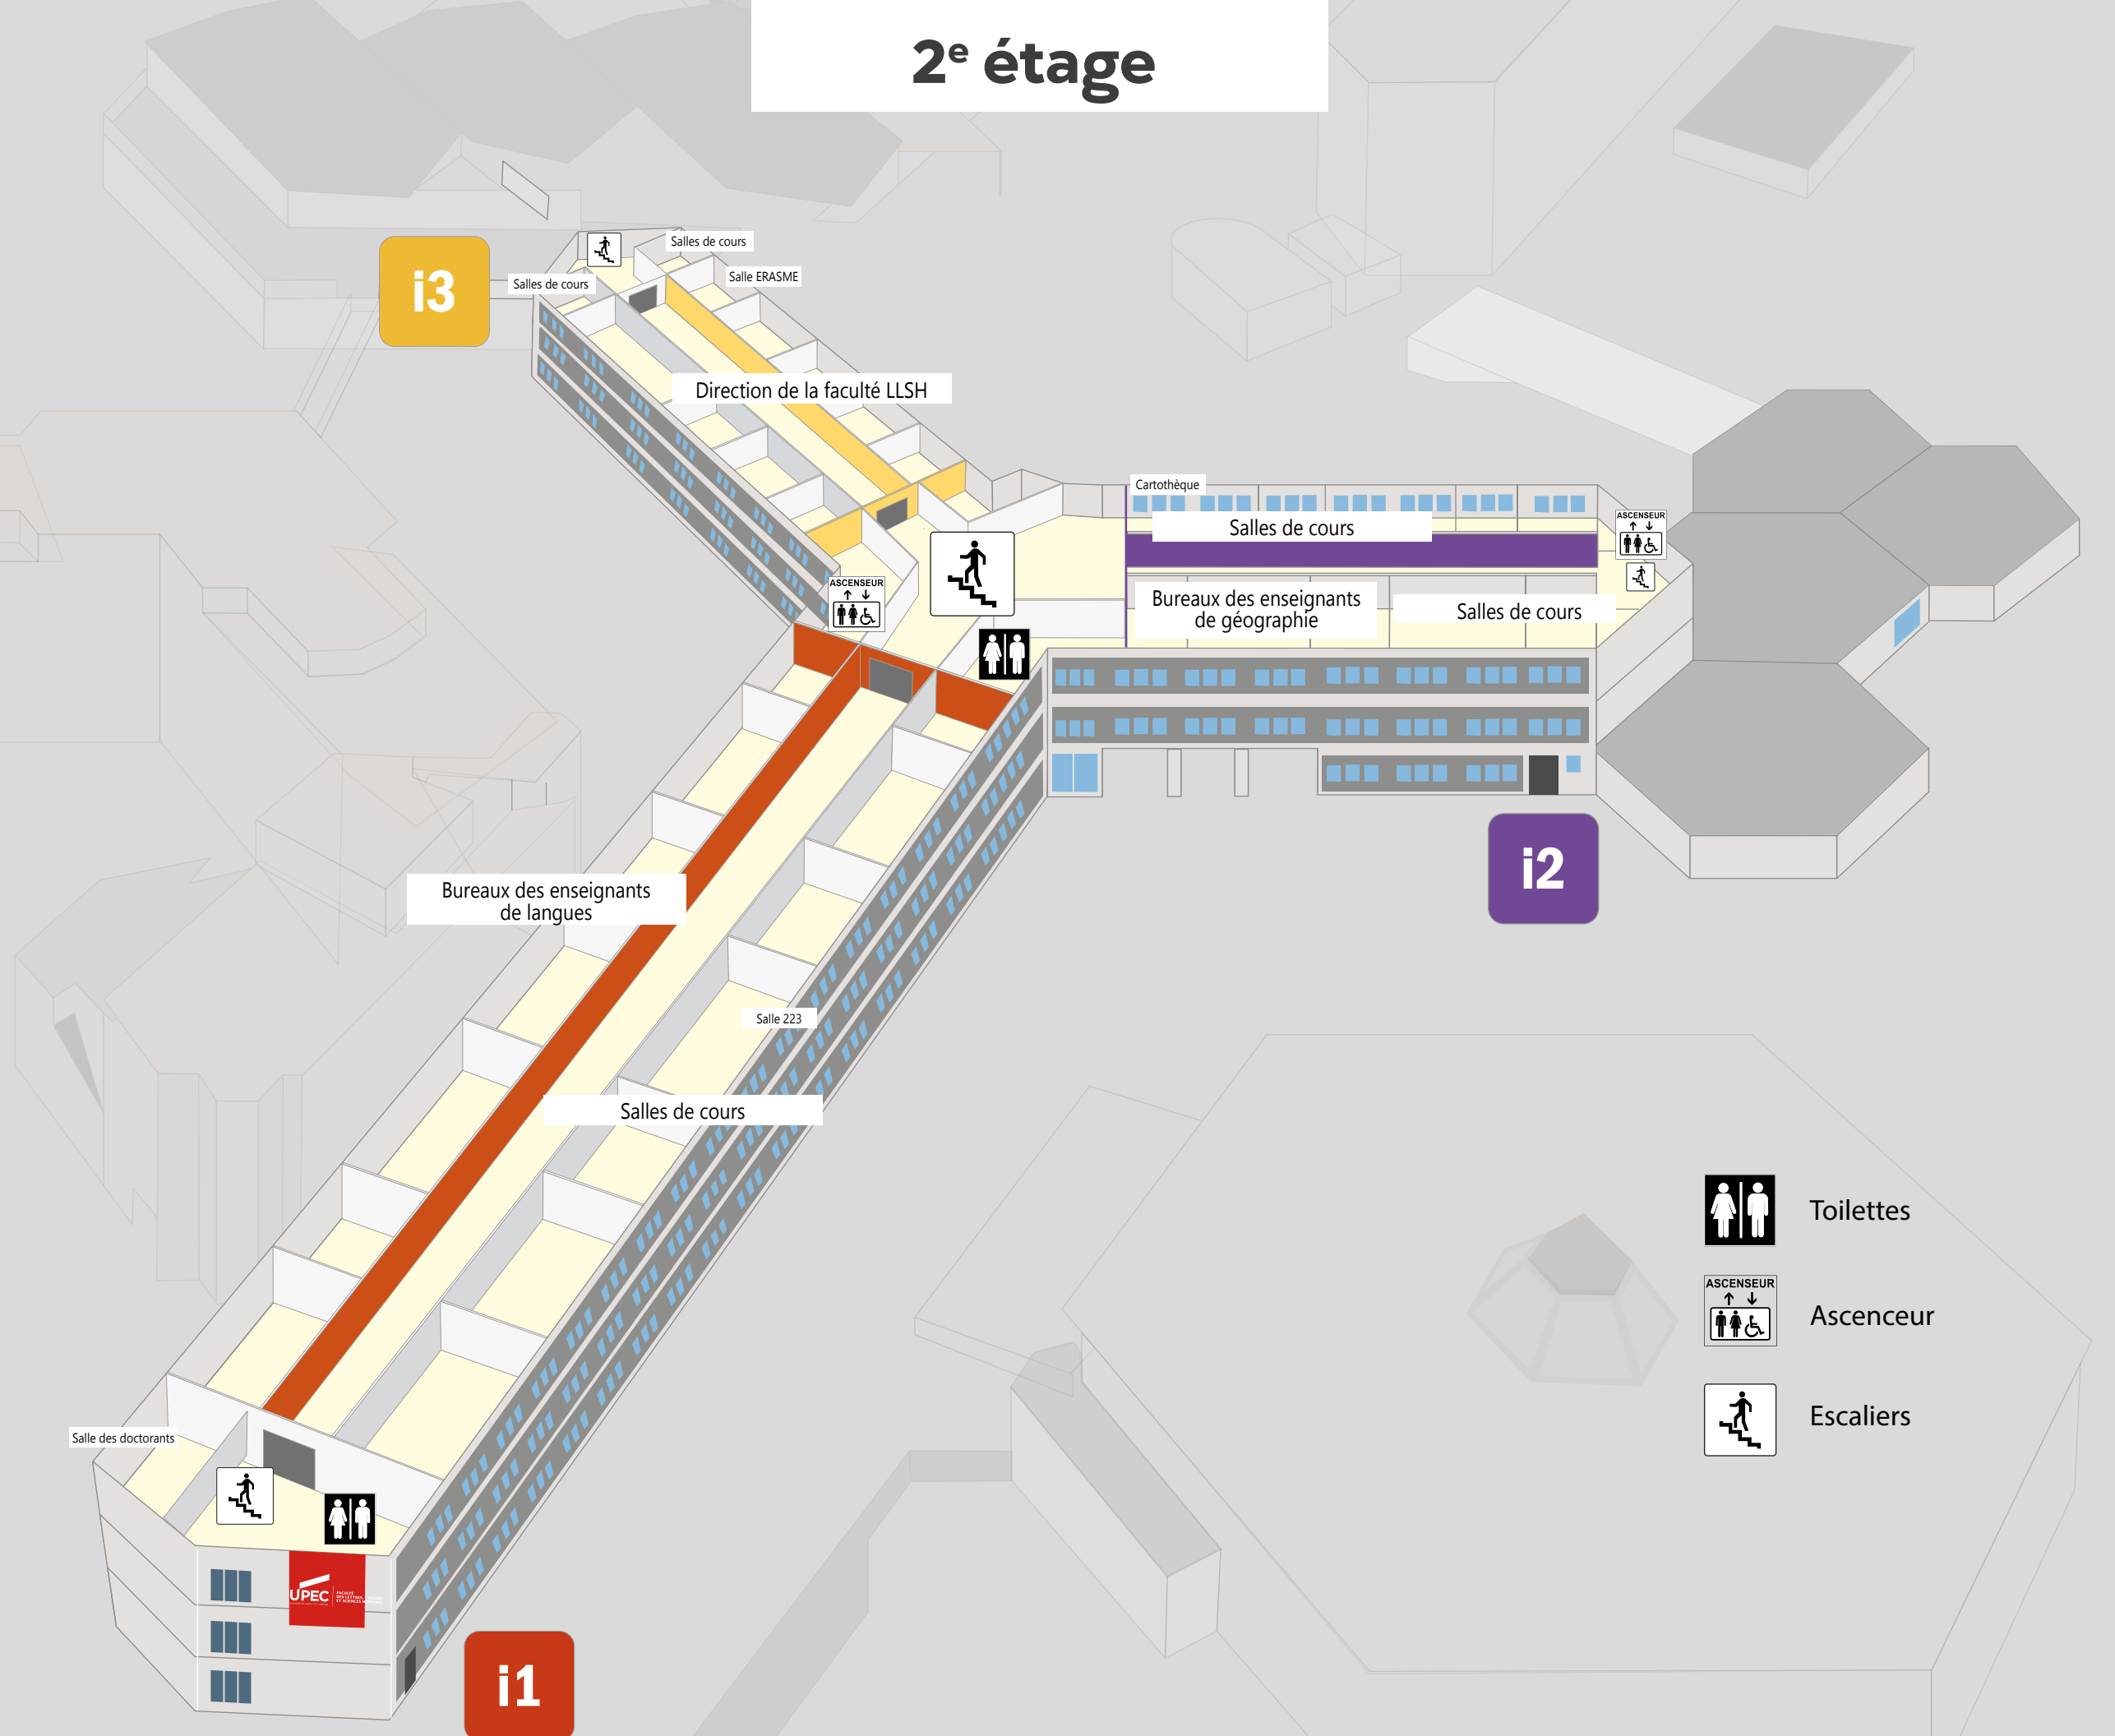 2e étage
Salles de cours
Salle ERASME
Salles de cours
i3
Direction de la faculté LLSH
Cartothèque
Salles de cours
ASCENSEUR
ASCENSEUR
Bureaux des enseignants
de géographie
Salles de cours
i2
Bureaux des enseignants
de langues
Salle 223
Salles de cours
Toilettes
ASCENSEUR
Ascenceur
Escaliers
Salle des doctorants
UPEC
i1